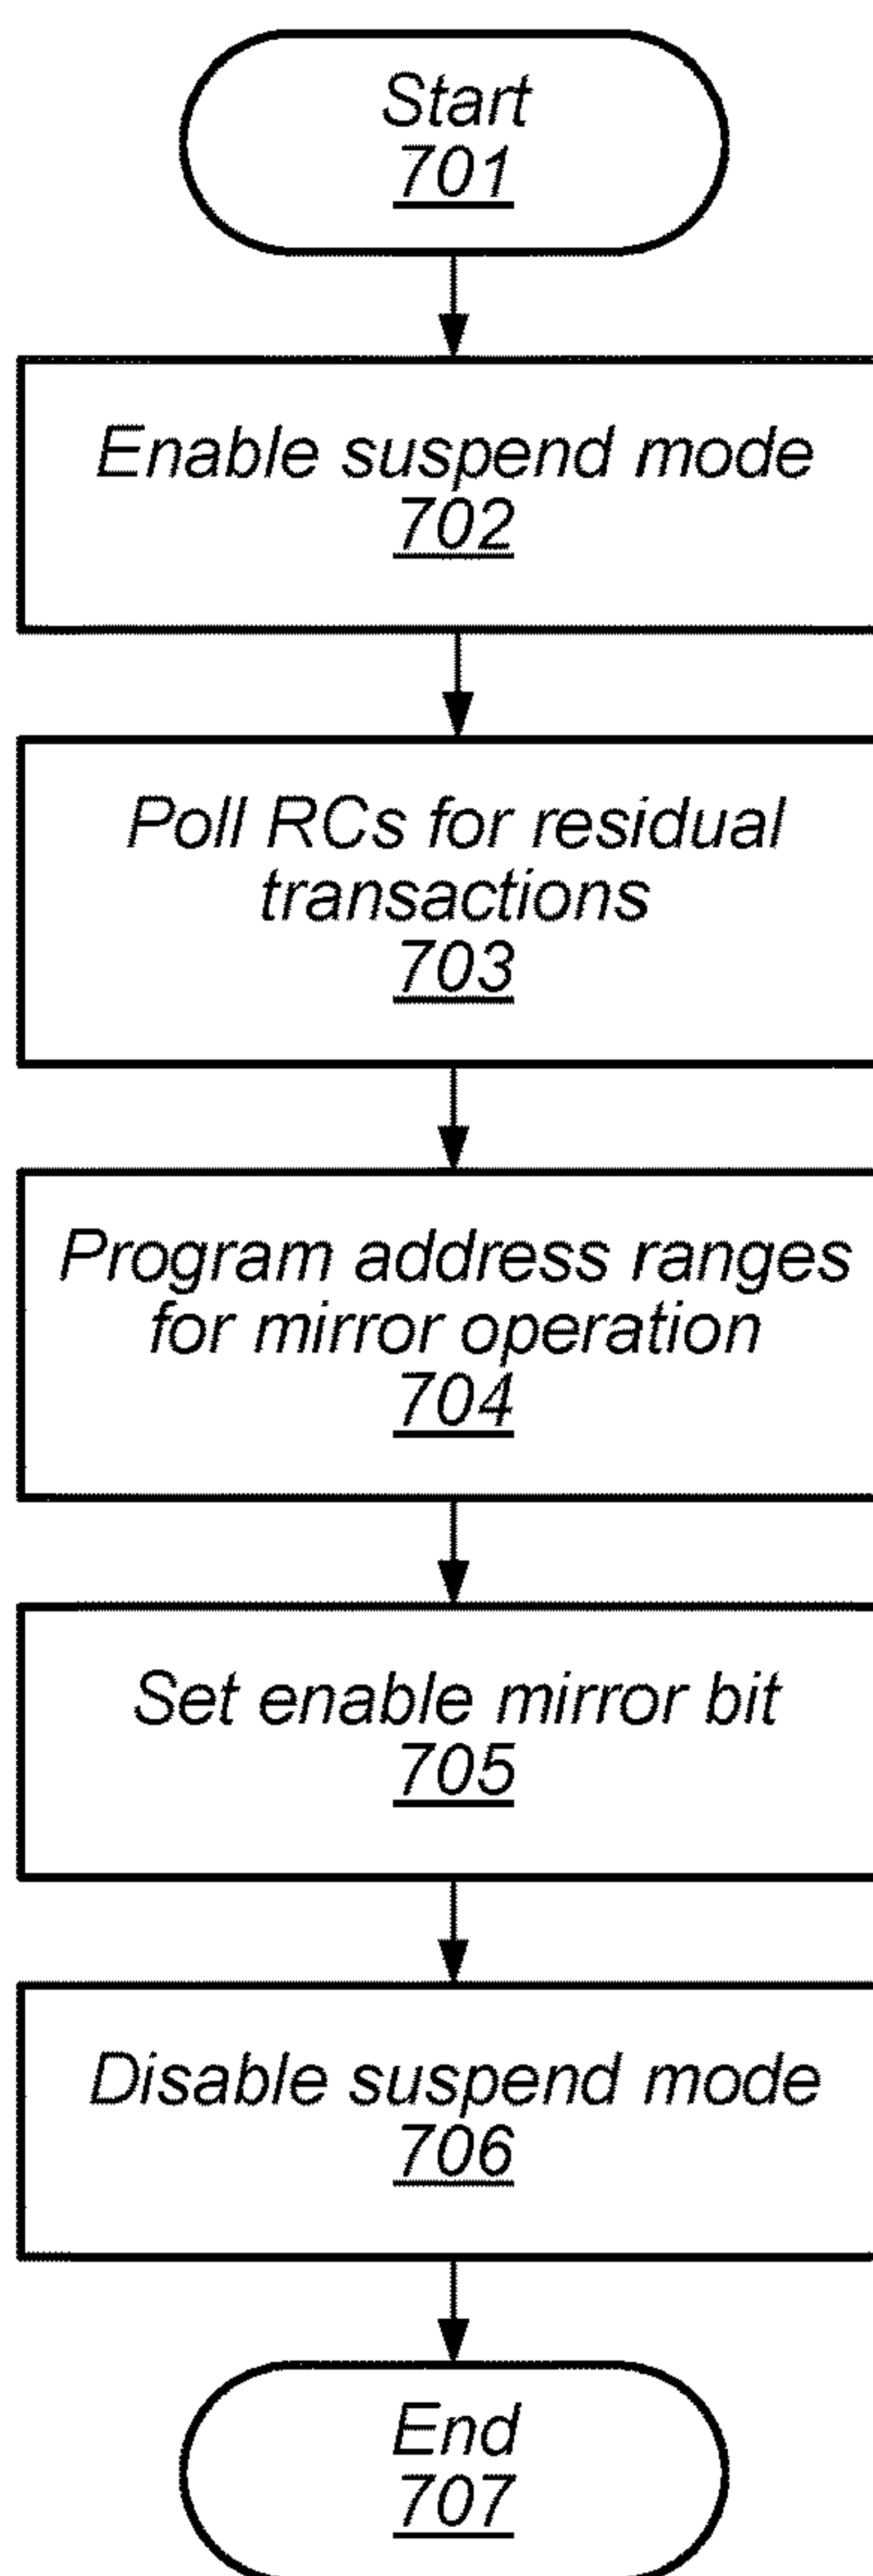 Start
701
Enable suspend mode
702
Poll RCs for residual
transactions
703
Program address ranges
for mirror operation
704
Set enable mirror bit
705
Disable suspend mode
706
End
707